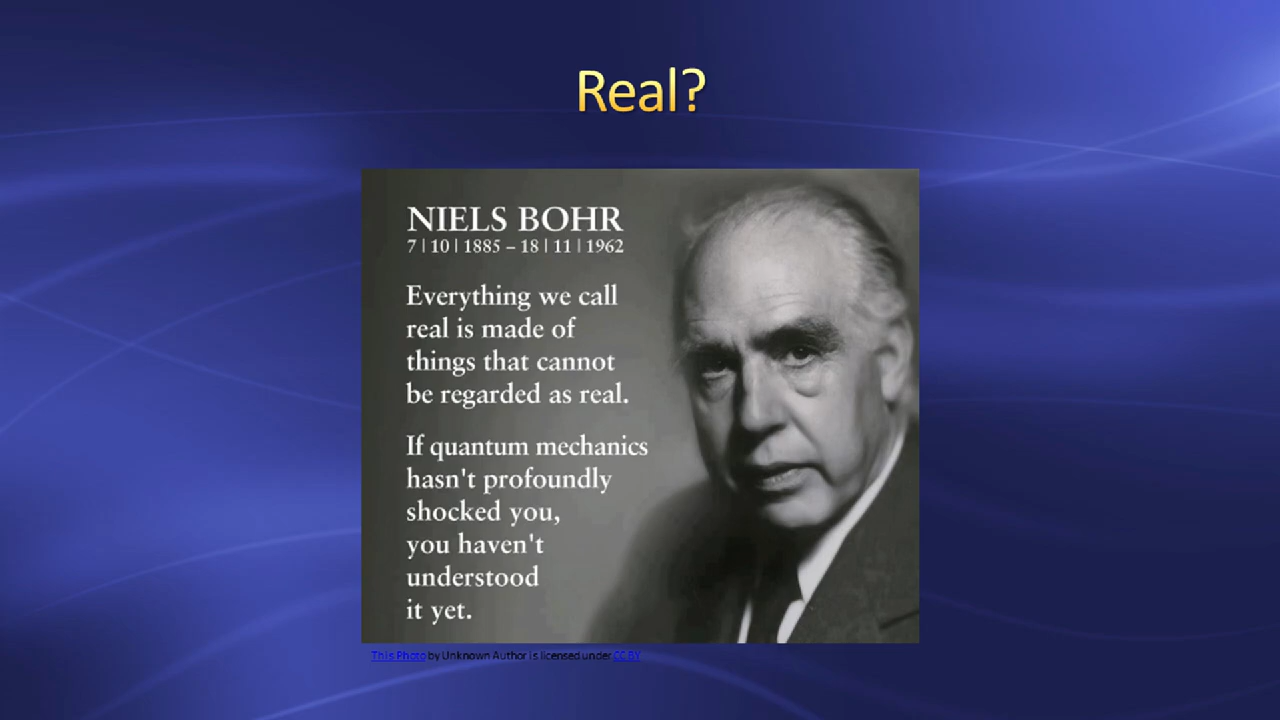 Real?
NIELS BOHR
7 | 10 | 1885 – 18 | 11 | 1962
Everything we call
real is made of
things that cannot
be regarded as real.
If quantum mechanics
hasn't profoundly
shocked you,
you haven't
understood
it yet.
This Photo by Unknown Author is licensed under CC BY